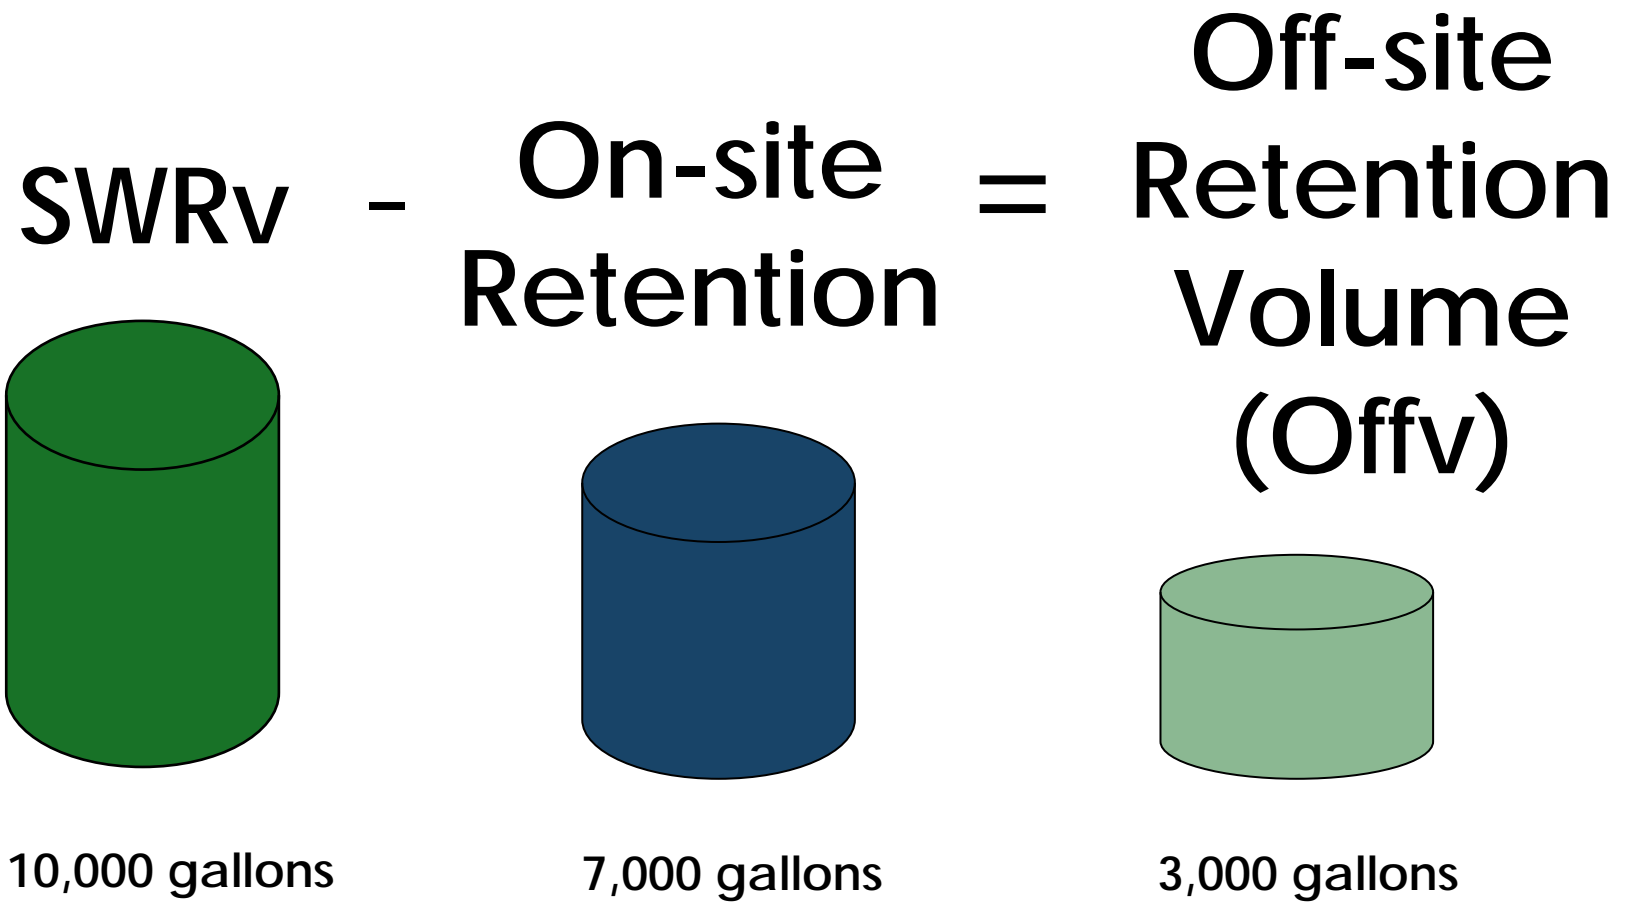 SWRv
-
On-site
Retention
=
Off-site
Retention
Volume
(Offv)
10,000 gallons
7,000 gallons
3,000 gallons